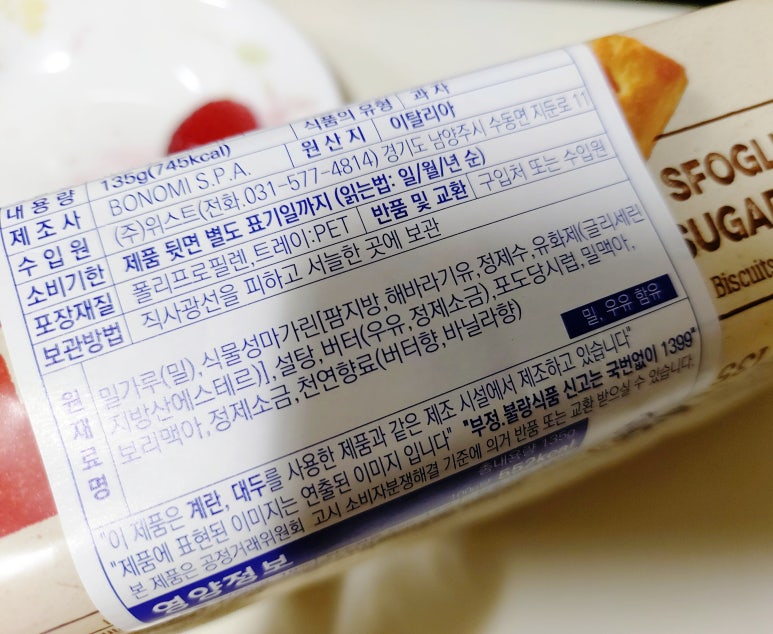 식품의 유형 과자
내용량 135g(745kcal) 원산지 이탈리아
제조사 BONOMI S.P.A.
수입원 (주)위스트(전화.031-577-4814) 경기도 남양주시 수동면 지둔로 11
소비기한 제품 뒷면 별도 표기일까지 (읽는법: 일/월/년 순)
포장재질 폴리프로필렌, 트레이:PET 반품 및 교환 구입처 또는 수입원
보관방법 직사광선을 피하고 서늘한 곳에 보관
원재료명 밀가루(밀),식물성마가린[팜지방,해바라기유,정제수,유화제(글리세린
지방산에스테르)],설탕,버터(우유,정제소금),포도당시럽,밀맥아,
보리맥아,정제소금,천연향료(버터향,바닐라향)
밀, 우유 함유
"이 제품은 계란, 대두를 사용한 제품과 같은 제조 시설에서 제조하고 있습니다"
"제품에 표현된 이미지는 연출된 이미지 입니다" "부정.불량식품 신고는 국번없이 1399"
본 제품은 공정거래위원회 고시 소비자분쟁해결 기준에 의거 반품 또는 교환 받으실 수 있습니다.
영양정보
SFOGLI
SUGAR
Biscuits